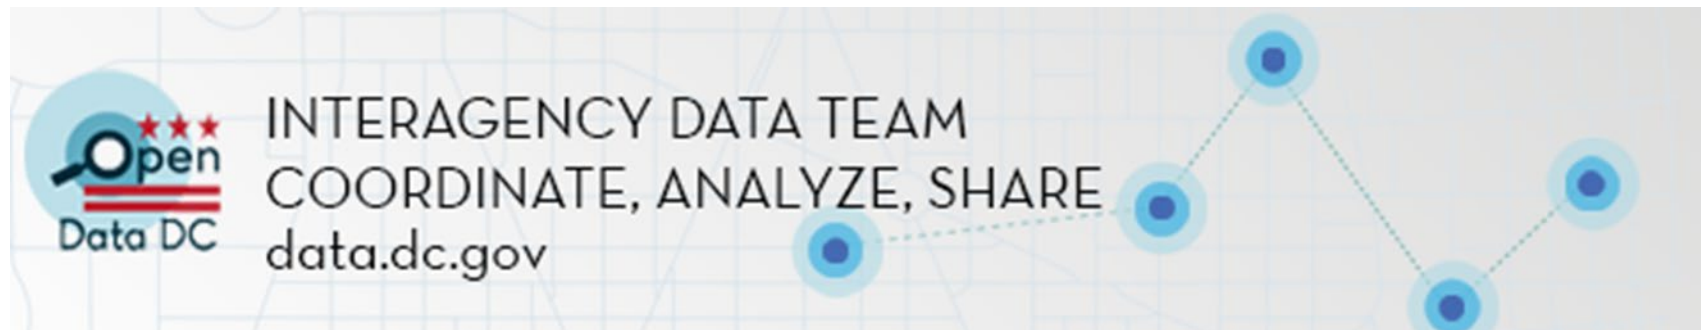 Open
Data DC
INTERAGENCY DATA TEAM
COORDINATE, ANALYZE, SHARE
data.dc.gov